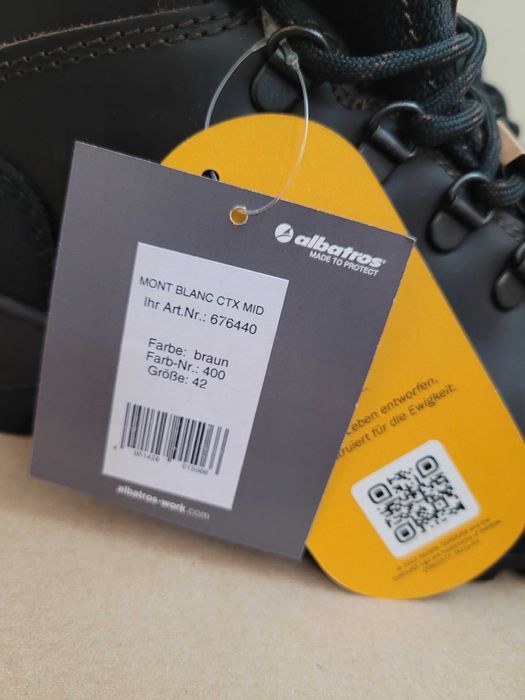 albatros
MADE TO PROTECT
MONT BLANC CTX MID
Ihr Art.Nr.: 676440
Farbe: braun
Farb-Nr.: 400
Größe: 42
albatros-work.com
Leben entworfen,
struiert für die Ewigkeit.